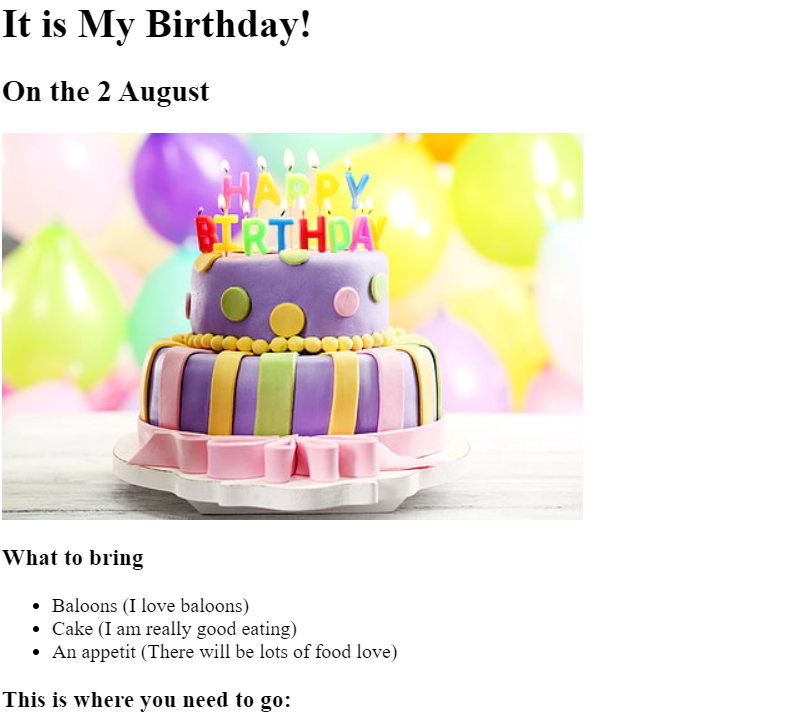 It is My Birthday!
On the 2 August
HAPPY
BIRTHDAY
What to bring
Baloons (I love baloons)
Cake (I am really good eating)
An appetit (There will be lots of food love)
This is where you need to go: